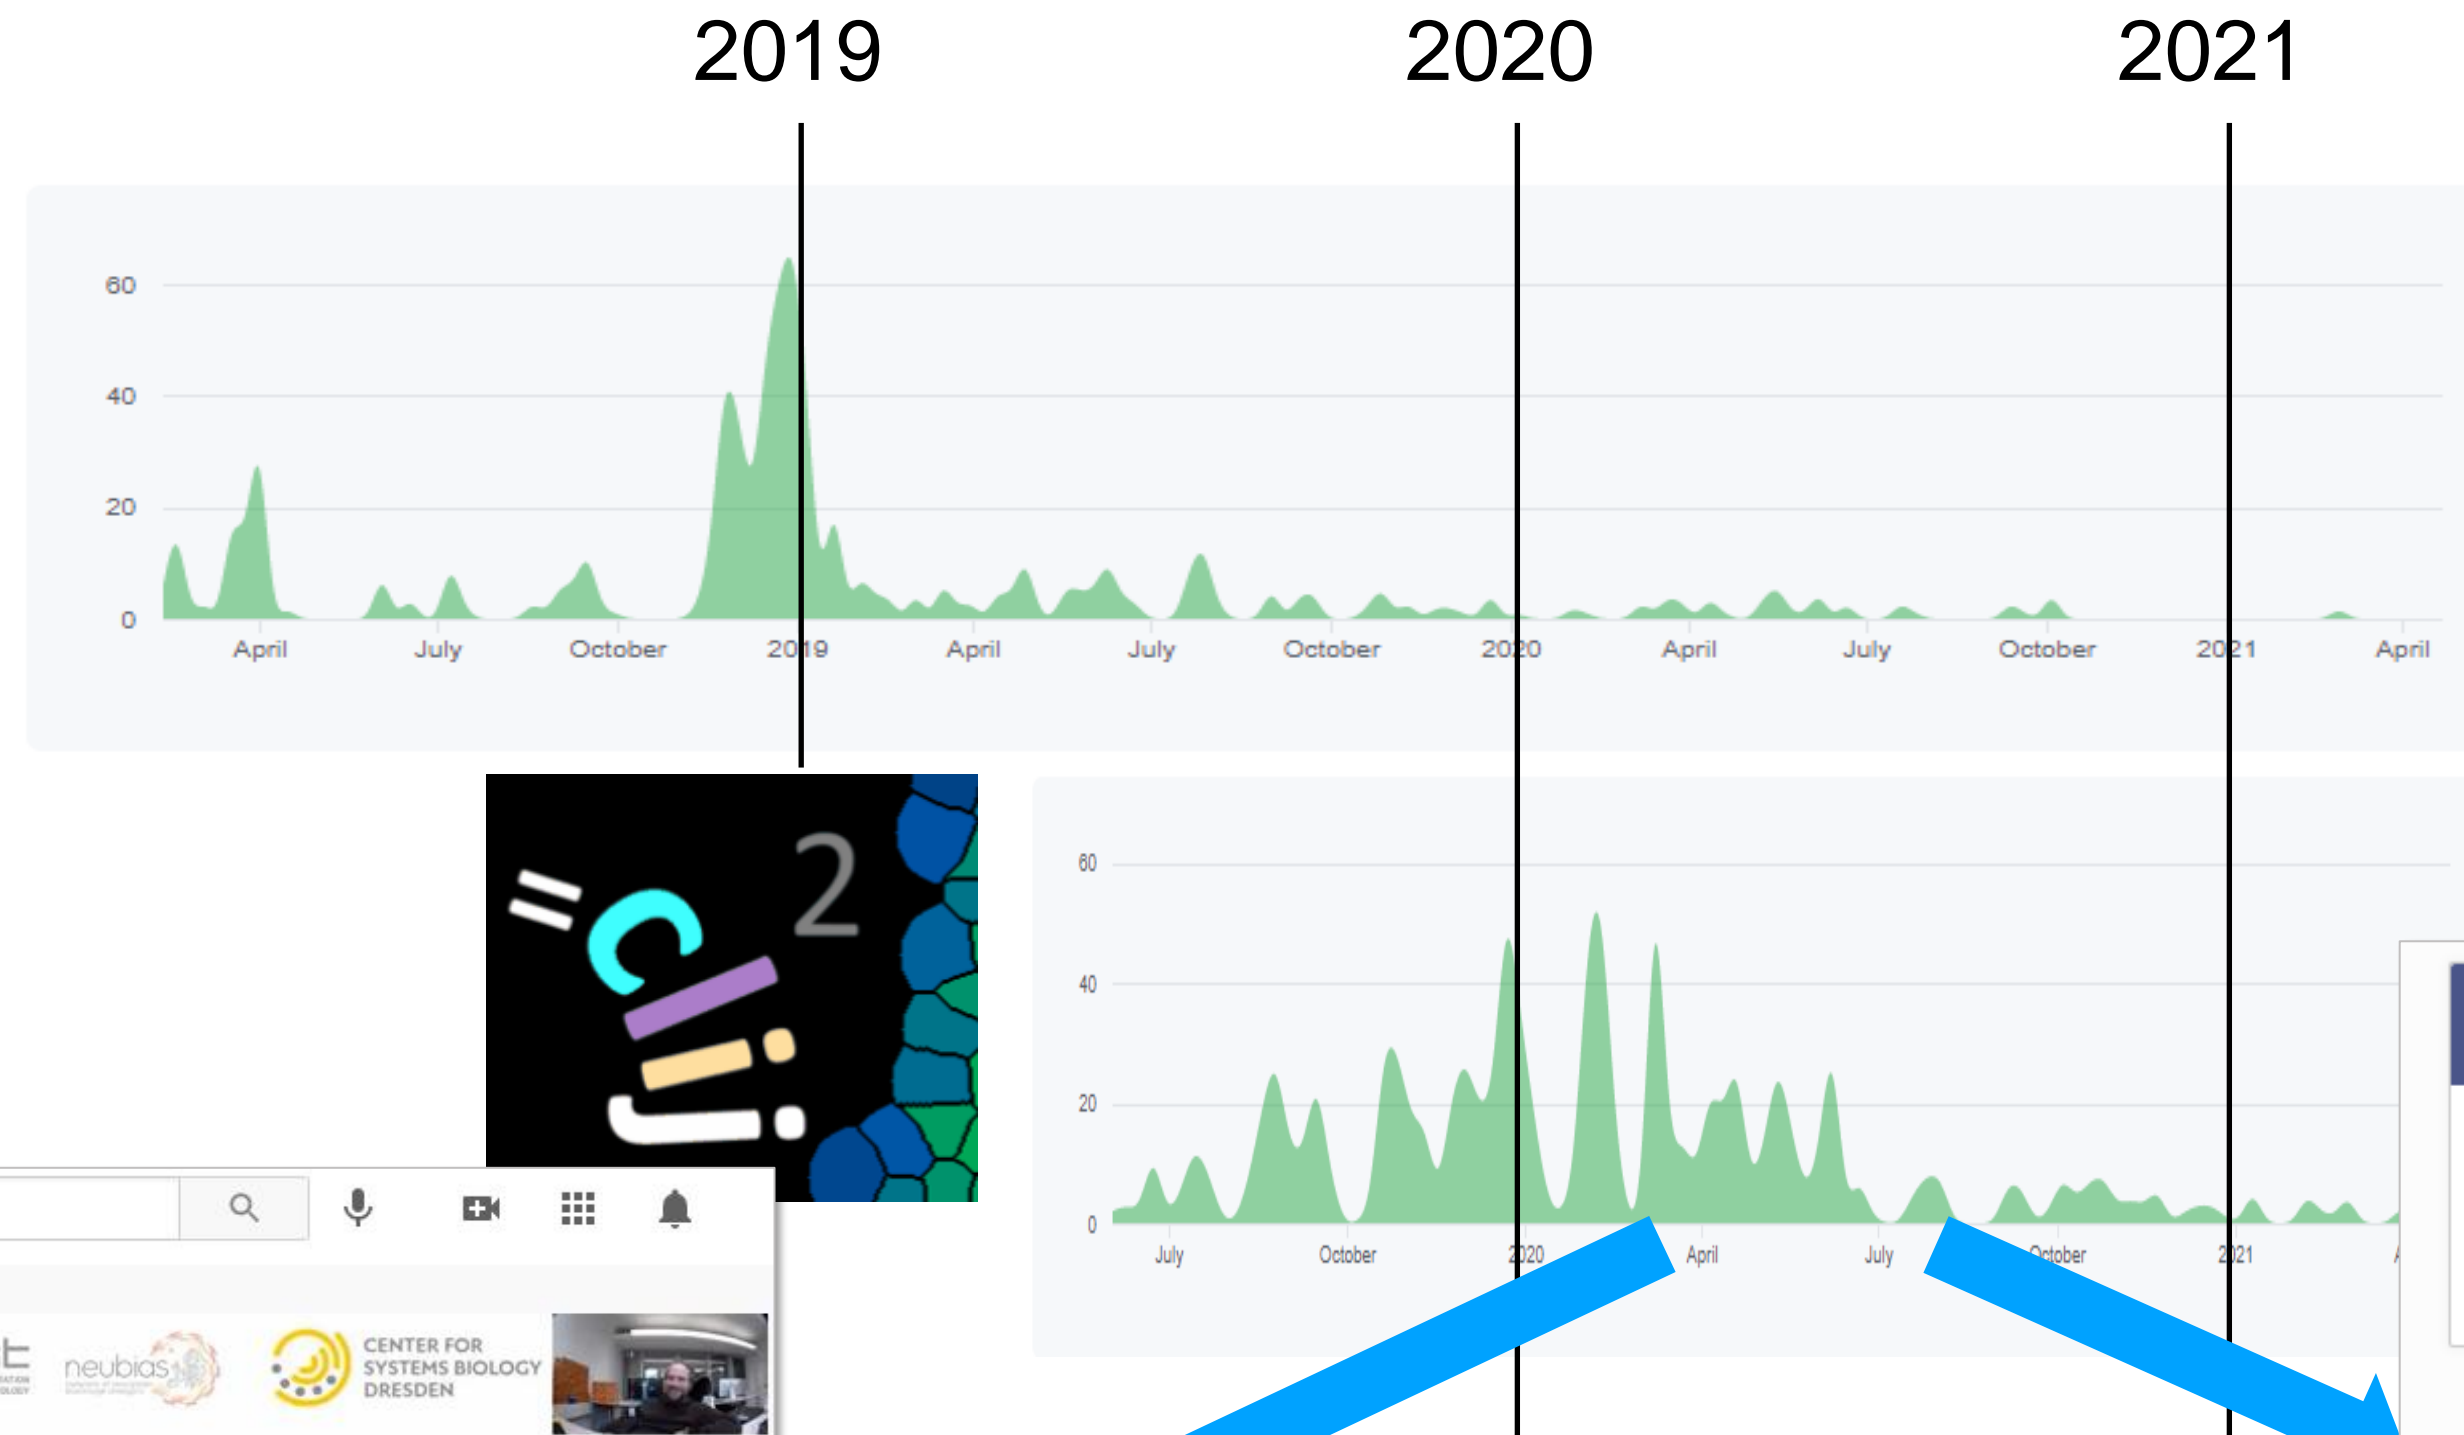 2019 2020 2021
60
40
20
0
April July October 2019 April July October 2020 April July October 2021 April
2
=clij
60
40
20
0
July October 2020 April July October 2021
neubias
CENTER FOR
SYSTEMS BIOLOGY
DRESDEN